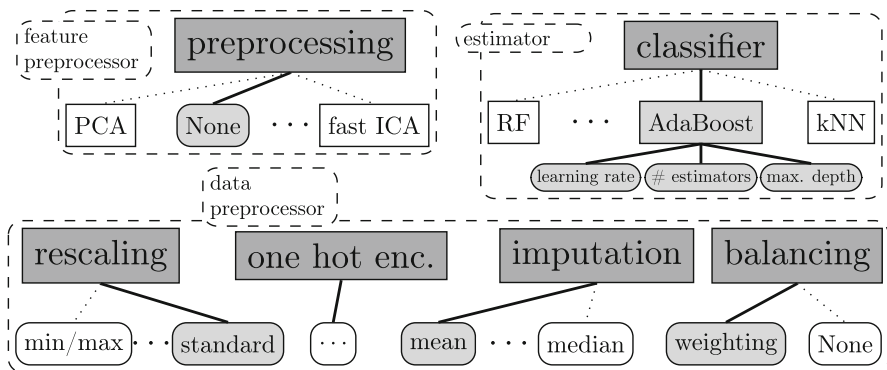 feature
preprocessor
preprocessing
PCA
None
···
fast ICA
estimator
classifier
RF
···
AdaBoost
kNN
learning rate
# estimators
max. depth
data
preprocessor
rescaling
one hot enc.
imputation
balancing
min/max
···
standard
···
mean
···
median
weighting
None